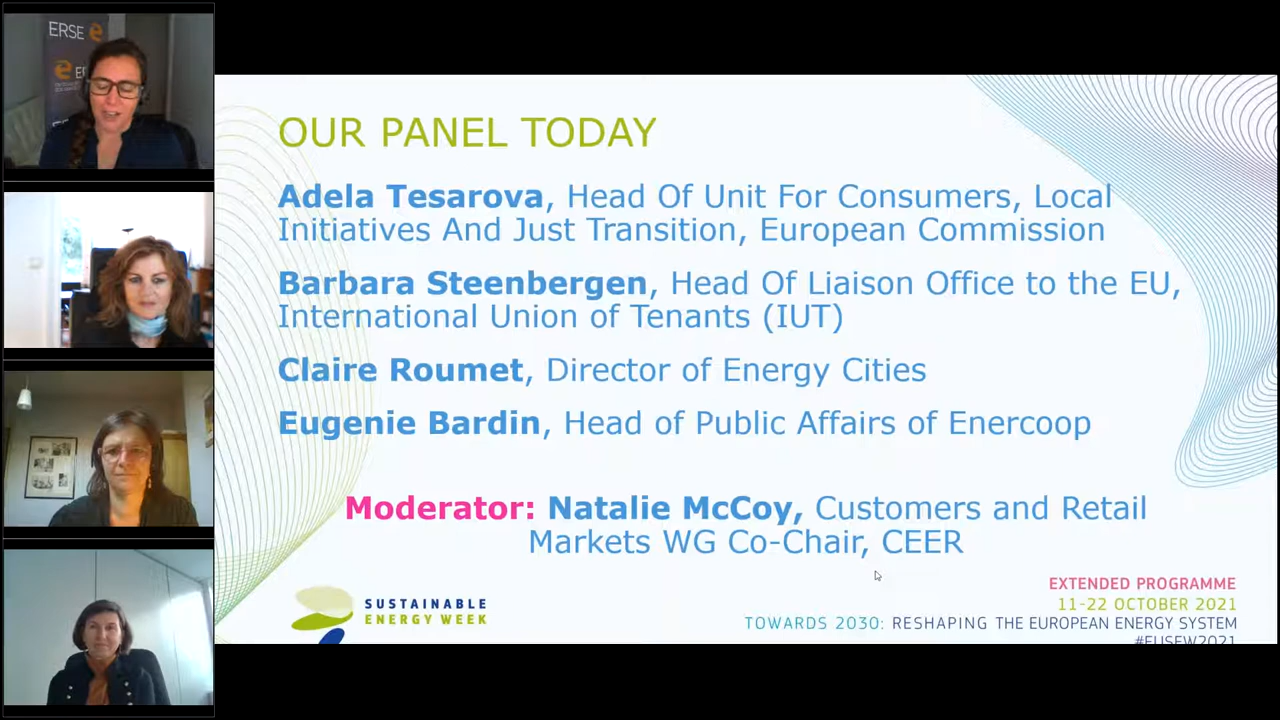 ERSE
OUR PANEL TODAY
Adela Tesarova, Head Of Unit For Consumers, Local
Initiatives And Just Transition, European Commission
Barbara Steenbergen, Head Of Liaison Office to the EU,
International Union of Tenants (IUT)
Claire Roumet, Director of Energy Cities
Eugenie Bardin, Head of Public Affairs of Enercoop
Moderator: Natalie McCoy, Customers and Retail
Markets WG Co-Chair, CEER
SUSTAINABLE
ENERGY WEEK
EXTENDED PROGRAMME
11-22 OCTOBER 2021
TOWARDS 2030: RESHAPING THE EUROPEAN ENERGY SYSTEM
#EUSEW2021